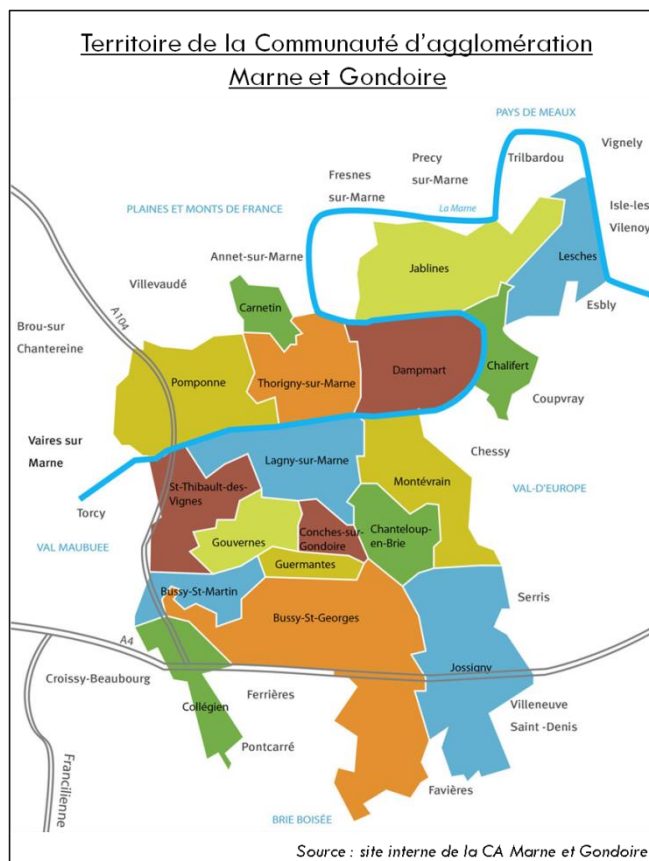 Territoire de la Communauté d'agglomération
Marne et Gondoire
PAYS DE MEAUX
Vignely
Precy
sur-Marne
Trilbardou
Fresnes
sur-Marne
Isle-les
Vilenoy
La Marne
PLAINES ET MONTS DE FRANCE
Annet-sur-Marne
Jablines
Lesches
Villevaudé
Carnetin
Esbly
A104
Brou-sur
Chantereine
Pomponne
Thorigny-sur-Marne
Dampmart
Chalifert
Coupvray
Vaires sur
Marne
Lagny-sur-Marne
Chessy
St-Thibault-des-
Vignes
Montévrain
VAL-D'EUROPE
Torcy
Gouvernes
Conches-sur-
Gondoire
Chanteloup-
en-Brie
VAL MAUBUEE
Guermantes
Bussy-St-Martin
Serris
Bussy-St-Georges
A4
Croissy-Beaubourg
Jossigny
Ferrières
Collégien
Villeneuve
Saint -Denis
Pontcarré
Francilienne
Favières
BRIE BOISÉE
Source : site interne de la CA Marne et Gondoire